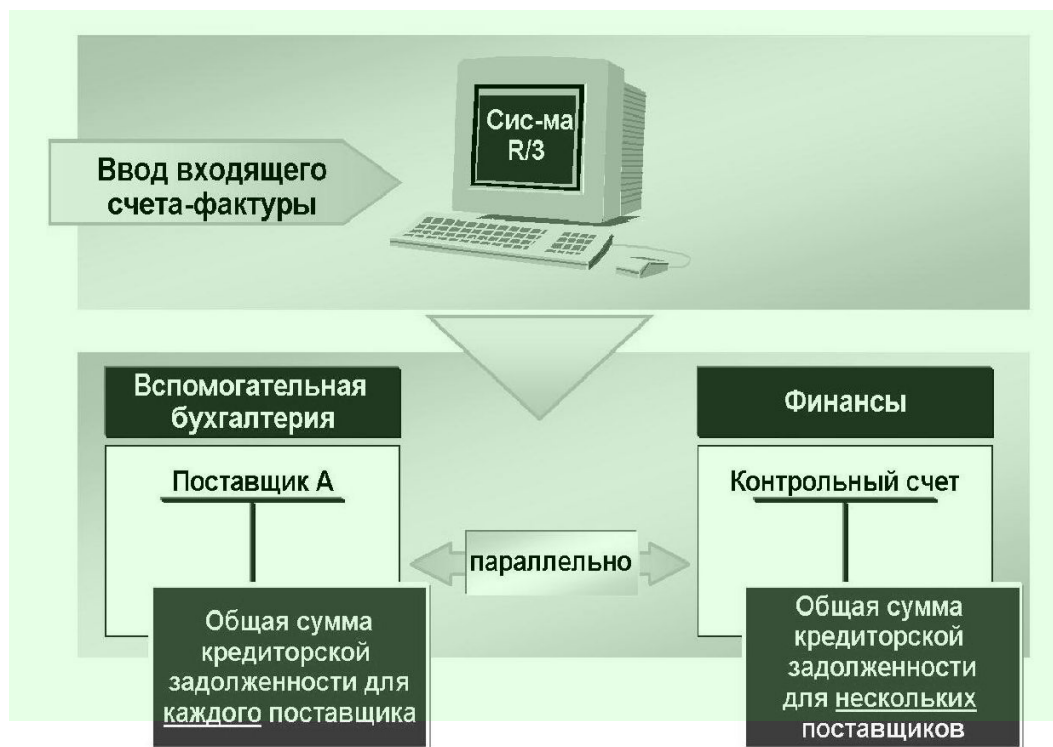 Сис-ма
R/3
Ввод входящего
счета-фактуры
Вспомогательная
бухгалтерия
Финансы
Поставщик А
Контрольный счет
параллельно
Общая сумма
кредиторской
задолженности для
каждого поставщика
Общая сумма
кредиторской
задолженности
для нескольких
поставщиков